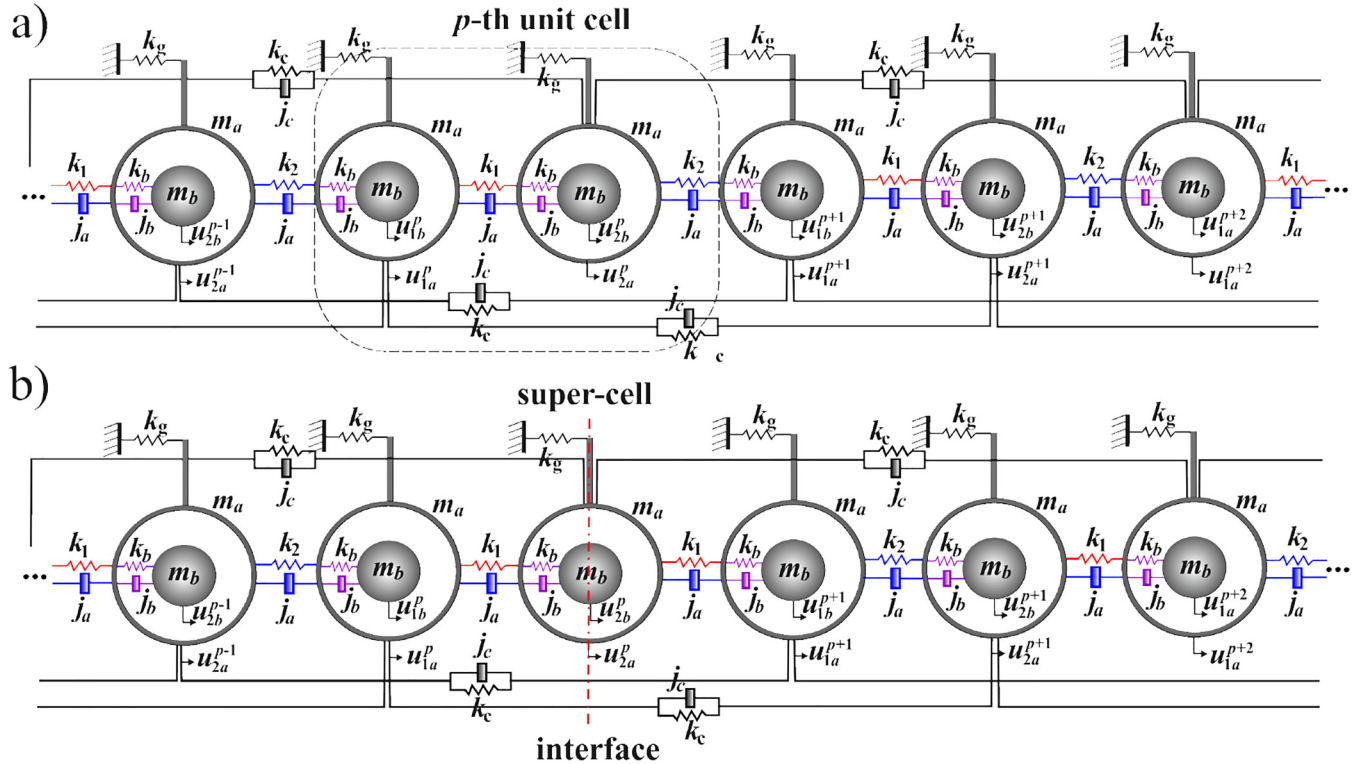 a)
p-th unit cell
k_g k_c k_g k_g k_g k_c k_g k_g
j_c j_c
m_a m_a m_a m_a m_a m_a
k_1 k_b k_2 k_b k_1 k_b k_2 k_b k_1 k_b k_2 k_b k_1
... m_b m_b m_b m_b m_b m_b ...
j_a j_b j_a j_b j_a j_b j_a j_b j_a j_b j_a j_b j_a
u_{2b}^{p-1} u_{1b}^{p} u_{2b}^{p} u_{1b}^{p+1} u_{2b}^{p+1} u_{1a}^{p+2}
u_{2a}^{p-1} u_{1a}^{p} u_{2a}^{p} u_{1a}^{p+1} u_{2a}^{p+1} u_{1a}^{p+2}
j_c j_c
k_c k c
b)
super-cell
k_g k_c k_g k_g k_g k_c k_g k_g
j_c j_c
m_a m_a m_a m_a m_a m_a
k_1 k_b k_2 k_b k_1 k_b k_1 k_b k_2 k_b k_1 k_b k_2
... m_b m_b m_b m_b m_b m_b ...
j_a j_b j_a j_b j_a j_b j_a j_b j_a j_b j_a j_b j_a
u_{2b}^{p-1} u_{1b}^{p} u_{2b}^{p} u_{1b}^{p+1} u_{2b}^{p+1} u_{1a}^{p+2}
u_{2a}^{p-1} u_{1a}^{p} u_{2a}^{p} u_{1a}^{p+1} u_{2a}^{p+1} u_{1a}^{p+2}
j_c j_c
k_c k_c
interface